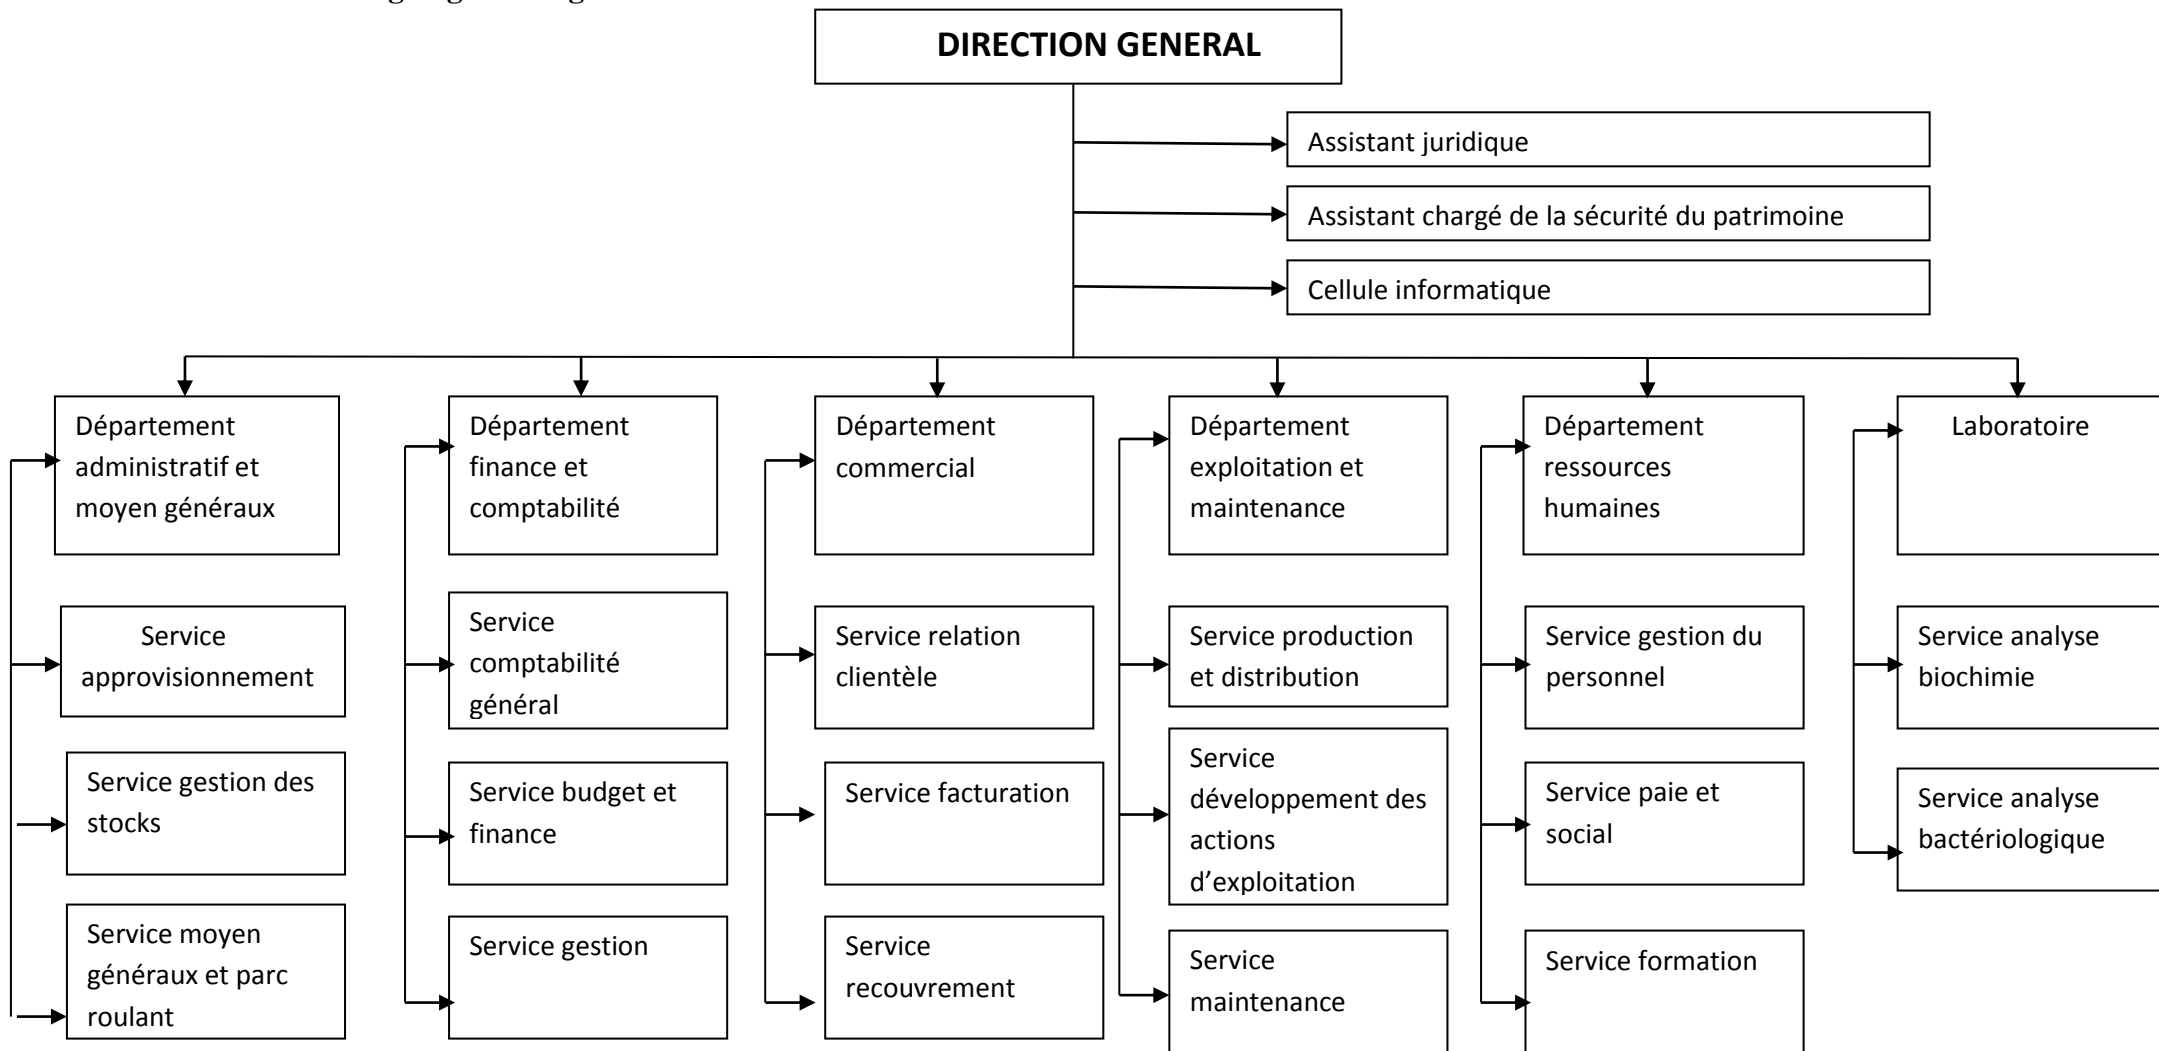 DIRECTION GENERAL
Assistant juridique
Assistant chargé de la sécurité du patrimoine
Cellule informatique
Département
administratif et
moyen généraux
Département
finance et
comptabilité
Département
commercial
Département
exploitation et
maintenance
Département
ressources
humaines
Laboratoire
Service
approvisionnement
Service
comptabilité
général
Service relation
clientèle
Service production
et distribution
Service gestion du
personnel
Service analyse
biochimie
Service gestion des
stocks
Service budget et
finance
Service facturation
Service
développement des
actions
d’exploitation
Service paie et
social
Service analyse
bactériologique
Service moyen
généraux et parc
roulant
Service gestion
Service
recouvrement
Service
maintenance
Service formation